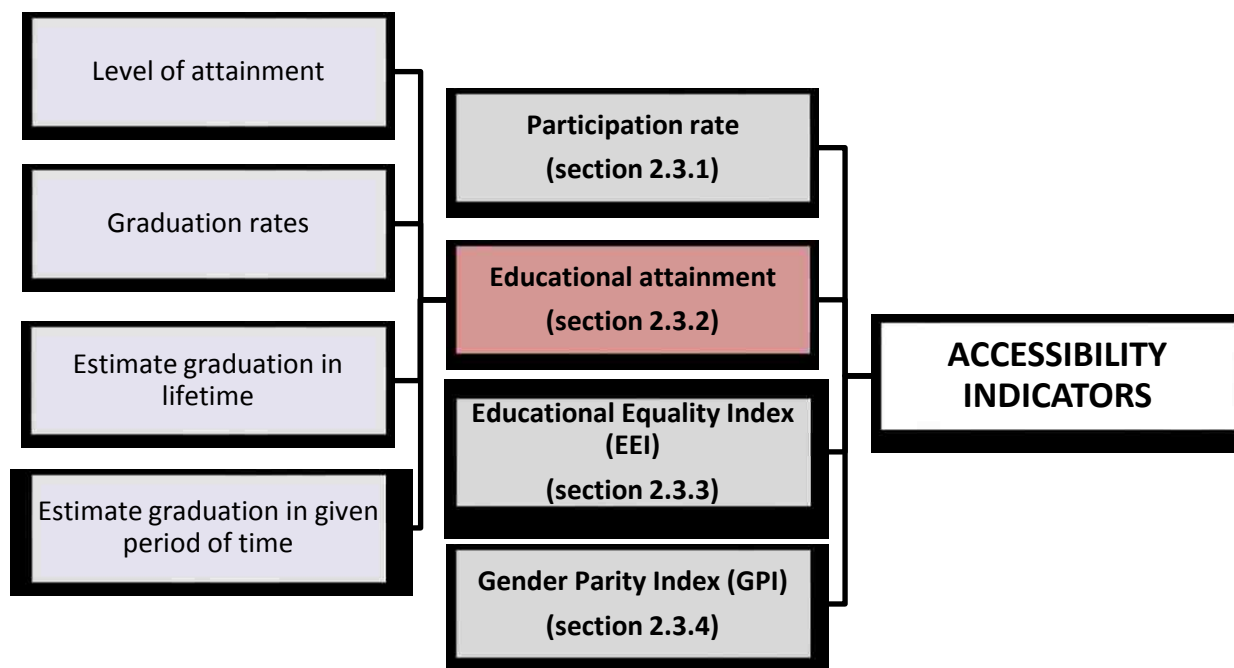 Level of attainment
Graduation rates
Estimate graduation in
lifetime
Estimate graduation in given
period of time
Participation rate
(section 2.3.1)
Educational attainment
(section 2.3.2)
Educational Equality Index
(EEI)
(section 2.3.3)
Gender Parity Index (GPI)
(section 2.3.4)
ACCESSIBILITY
INDICATORS